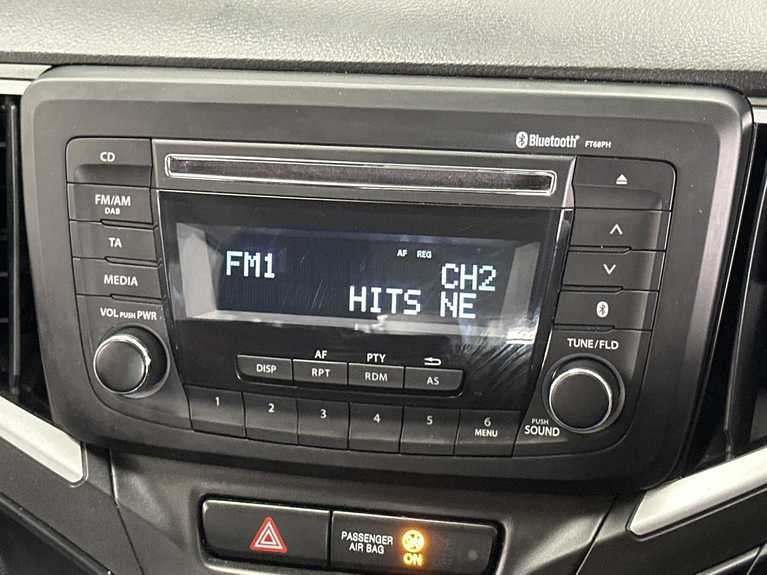 Bluetooth® FT68PH
CD
FM/AM
DAB
TA
MEDIA
VOL PUSH PWR
AF REG
FM1 CH2
HITS NE
TUNE/FLD
AF PTY
DISP RPT RDM AS
1 2 3 4 5 6
MENU
PUSH
SOUND
PASSENGER
AIR BAG
ON